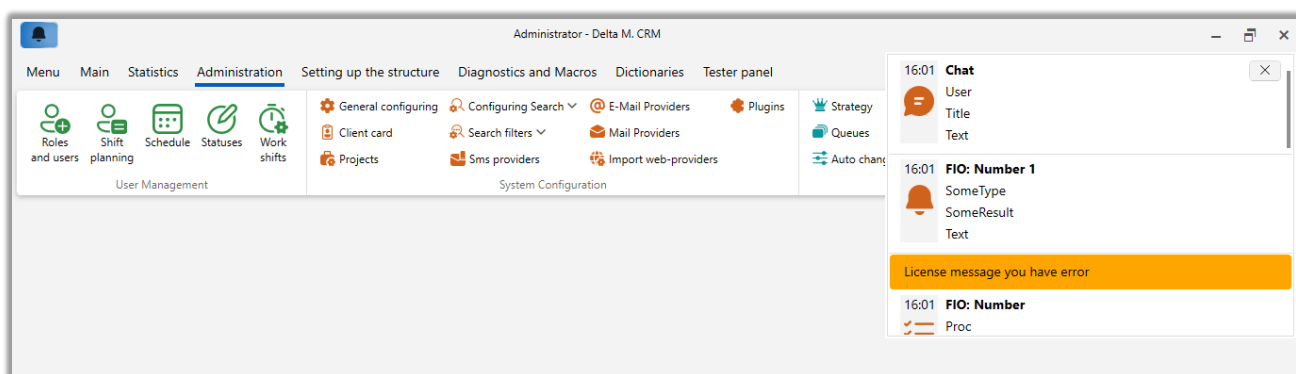 Administrator - Delta M. CRM
Menu Main Statistics Administration Setting up the structure Diagnostics and Macros Dictionaries Tester panel
Roles and users
Shift planning
Schedule
Statuses
Work shifts
User Management
General configuring
Client card
Projects
Configuring Search
Search filters
Sms providers
E-Mail Providers
Mail Providers
Import web-providers
Plugins
System Configuration
Strategy
Queues
Auto chang
16:01 Chat
User
Title
Text
16:01 FIO: Number 1
SomeType
SomeResult
Text
License message you have error
16:01 FIO: Number
Proc